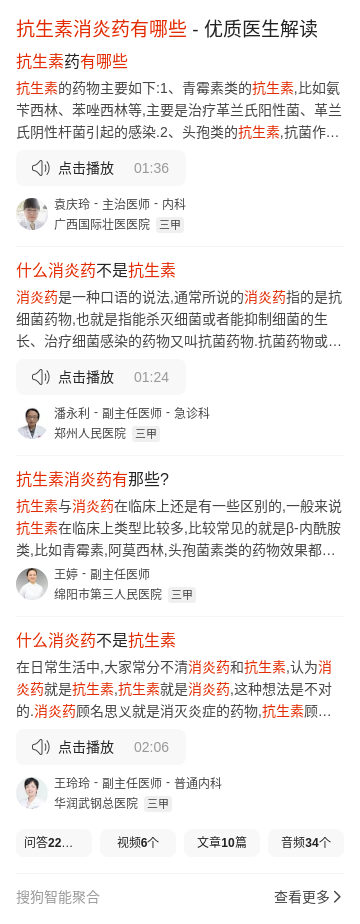 抗生素消炎药有哪些 - 优质医生解读
抗生素药有哪些
抗生素的药物主要如下:1、青霉素类的抗生素,比如氨
苄西林、苯唑西林等,主要是治疗革兰氏阳性菌、革兰
氏阴性杆菌引起的感染.2、头孢类的抗生素,抗菌作...
点击播放 01:36
袁庆玲 - 主治医师 - 内科
广西国际壮医医院 三甲
什么消炎药不是抗生素
消炎药是一种口语的说法,通常所说的消炎药指的是抗
细菌药物,也就是指能杀灭细菌或者能抑制细菌的生
长、治疗细菌感染的药物又叫抗菌药物.抗菌药物或...
点击播放 01:24
潘永利 - 副主任医师 - 急诊科
郑州人民医院 三甲
抗生素消炎药有那些?
抗生素与消炎药在临床上还是有一些区别的,一般来说
抗生素在临床上类型比较多,比较常见的就是β-内酰胺
类,比如青霉素,阿莫西林,头孢菌素类的药物效果都...
王婷 - 副主任医师
绵阳市第三人民医院 三甲
什么消炎药不是抗生素
在日常生活中,大家常分不清消炎药和抗生素,认为消
炎药就是抗生素,抗生素就是消炎药,这种想法是不对
的.消炎药顾名思义就是消灭炎症的药物,抗生素顾...
点击播放 02:06
王玲玲 - 副主任医师 - 普通内科
华润武钢总医院 三甲
问答22... 视频6个 文章10篇 音频34个
搜狗智能聚合 查看更多